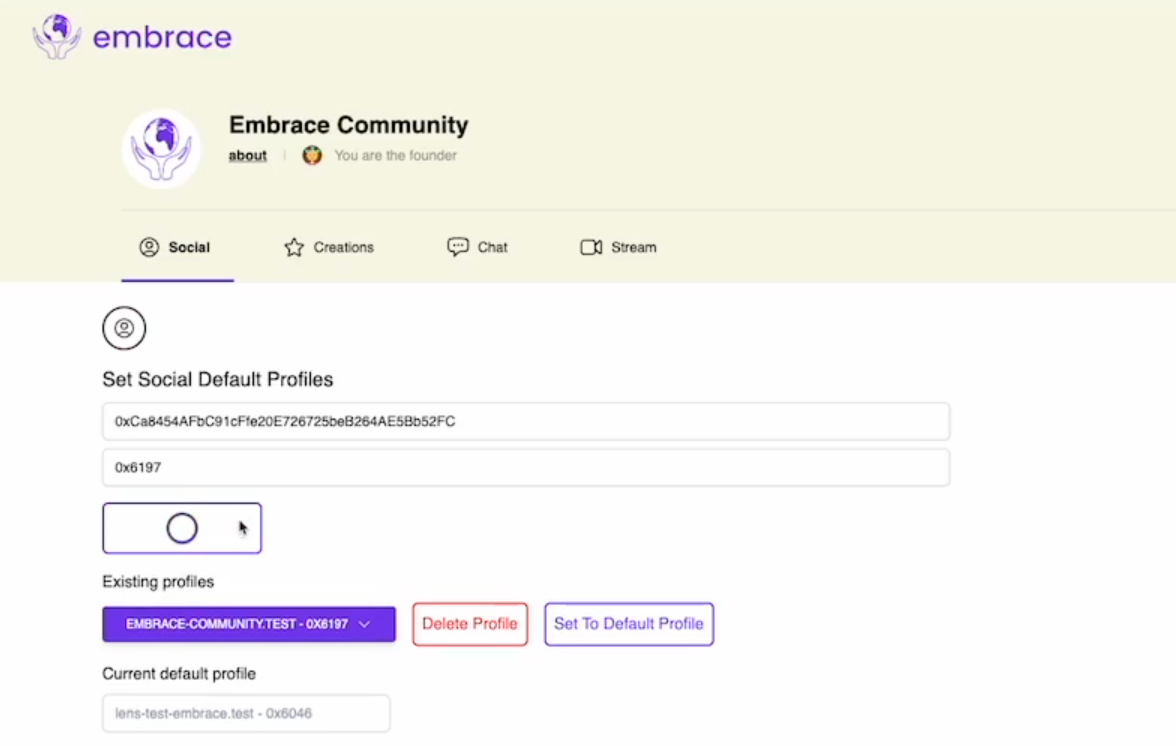 embrace
Embrace Community
about | You are the founder
Social Creations Chat Stream
Set Social Default Profiles
0xCa8454AFbC91cFfe20E726725beB264AE5Bb52FC
0x6197
Existing profiles
EMBRACE-COMMUNITY.TEST - 0X6197 Delete Profile Set To Default Profile
Current default profile
lens-test-embrace.test - 0x6046